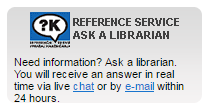 ?K
REFERENCE SERVICE
ASK A LIBRARIAN
Need information? Ask a librarian.
You will receive an answer in real
time via live chat or by e-mail within
24 hours.